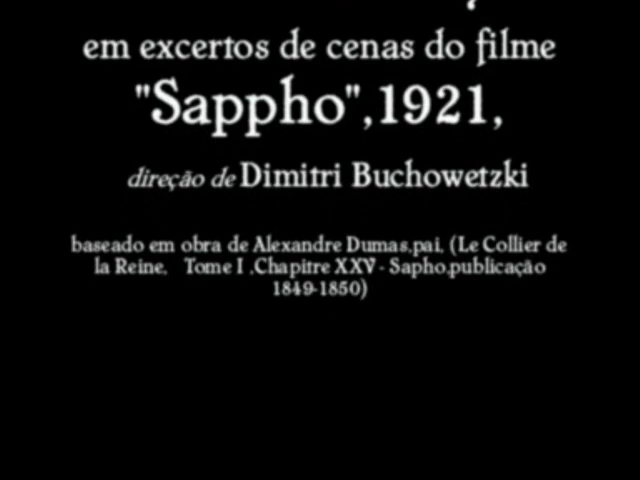 em excertos de cenas do filme
"Sappho",1921,
direção de Dimitri Buchowetzki
baseado em obra de Alexandre Dumas,pai, (Le Collier de
la Reine, Tome I ,Chapitre XXV - Sapho,publicação
1849-1850)